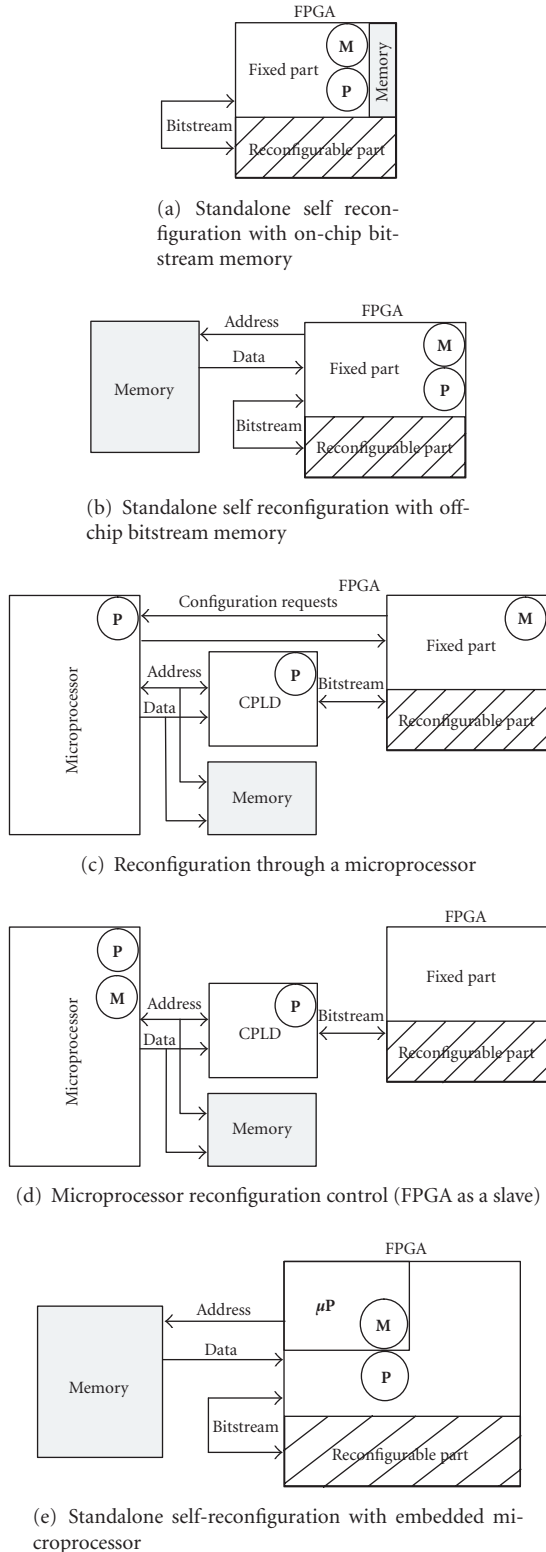 FPGA
M
Fixed part
P
Memory
Bitstream
Reconfigurable part
(a) Standalone self recon-
figuration with on-chip bit-
stream memory
FPGA
Address
M
Data
Fixed part
Memory
P
Bitstream
Reconfigurable part
(b) Standalone self reconfiguration with off-
chip bitstream memory
FPGA
Configuration requests
P
M
Fixed part
Microprocessor
Address
P
Bitstream
CPLD
Data
Reconfigurable part
Memory
(c) Reconfiguration through a microprocessor
FPGA
P
Fixed part
M
Microprocessor
Address
P
Bitstream
CPLD
Data
Reconfigurable part
Memory
(d) Microprocessor reconfiguration control (FPGA as a slave)
FPGA
μP
Address
M
Data
Memory
P
Bitstream
Reconfigurable part
(e) Standalone self-reconfiguration with embedded mi-
croprocessor